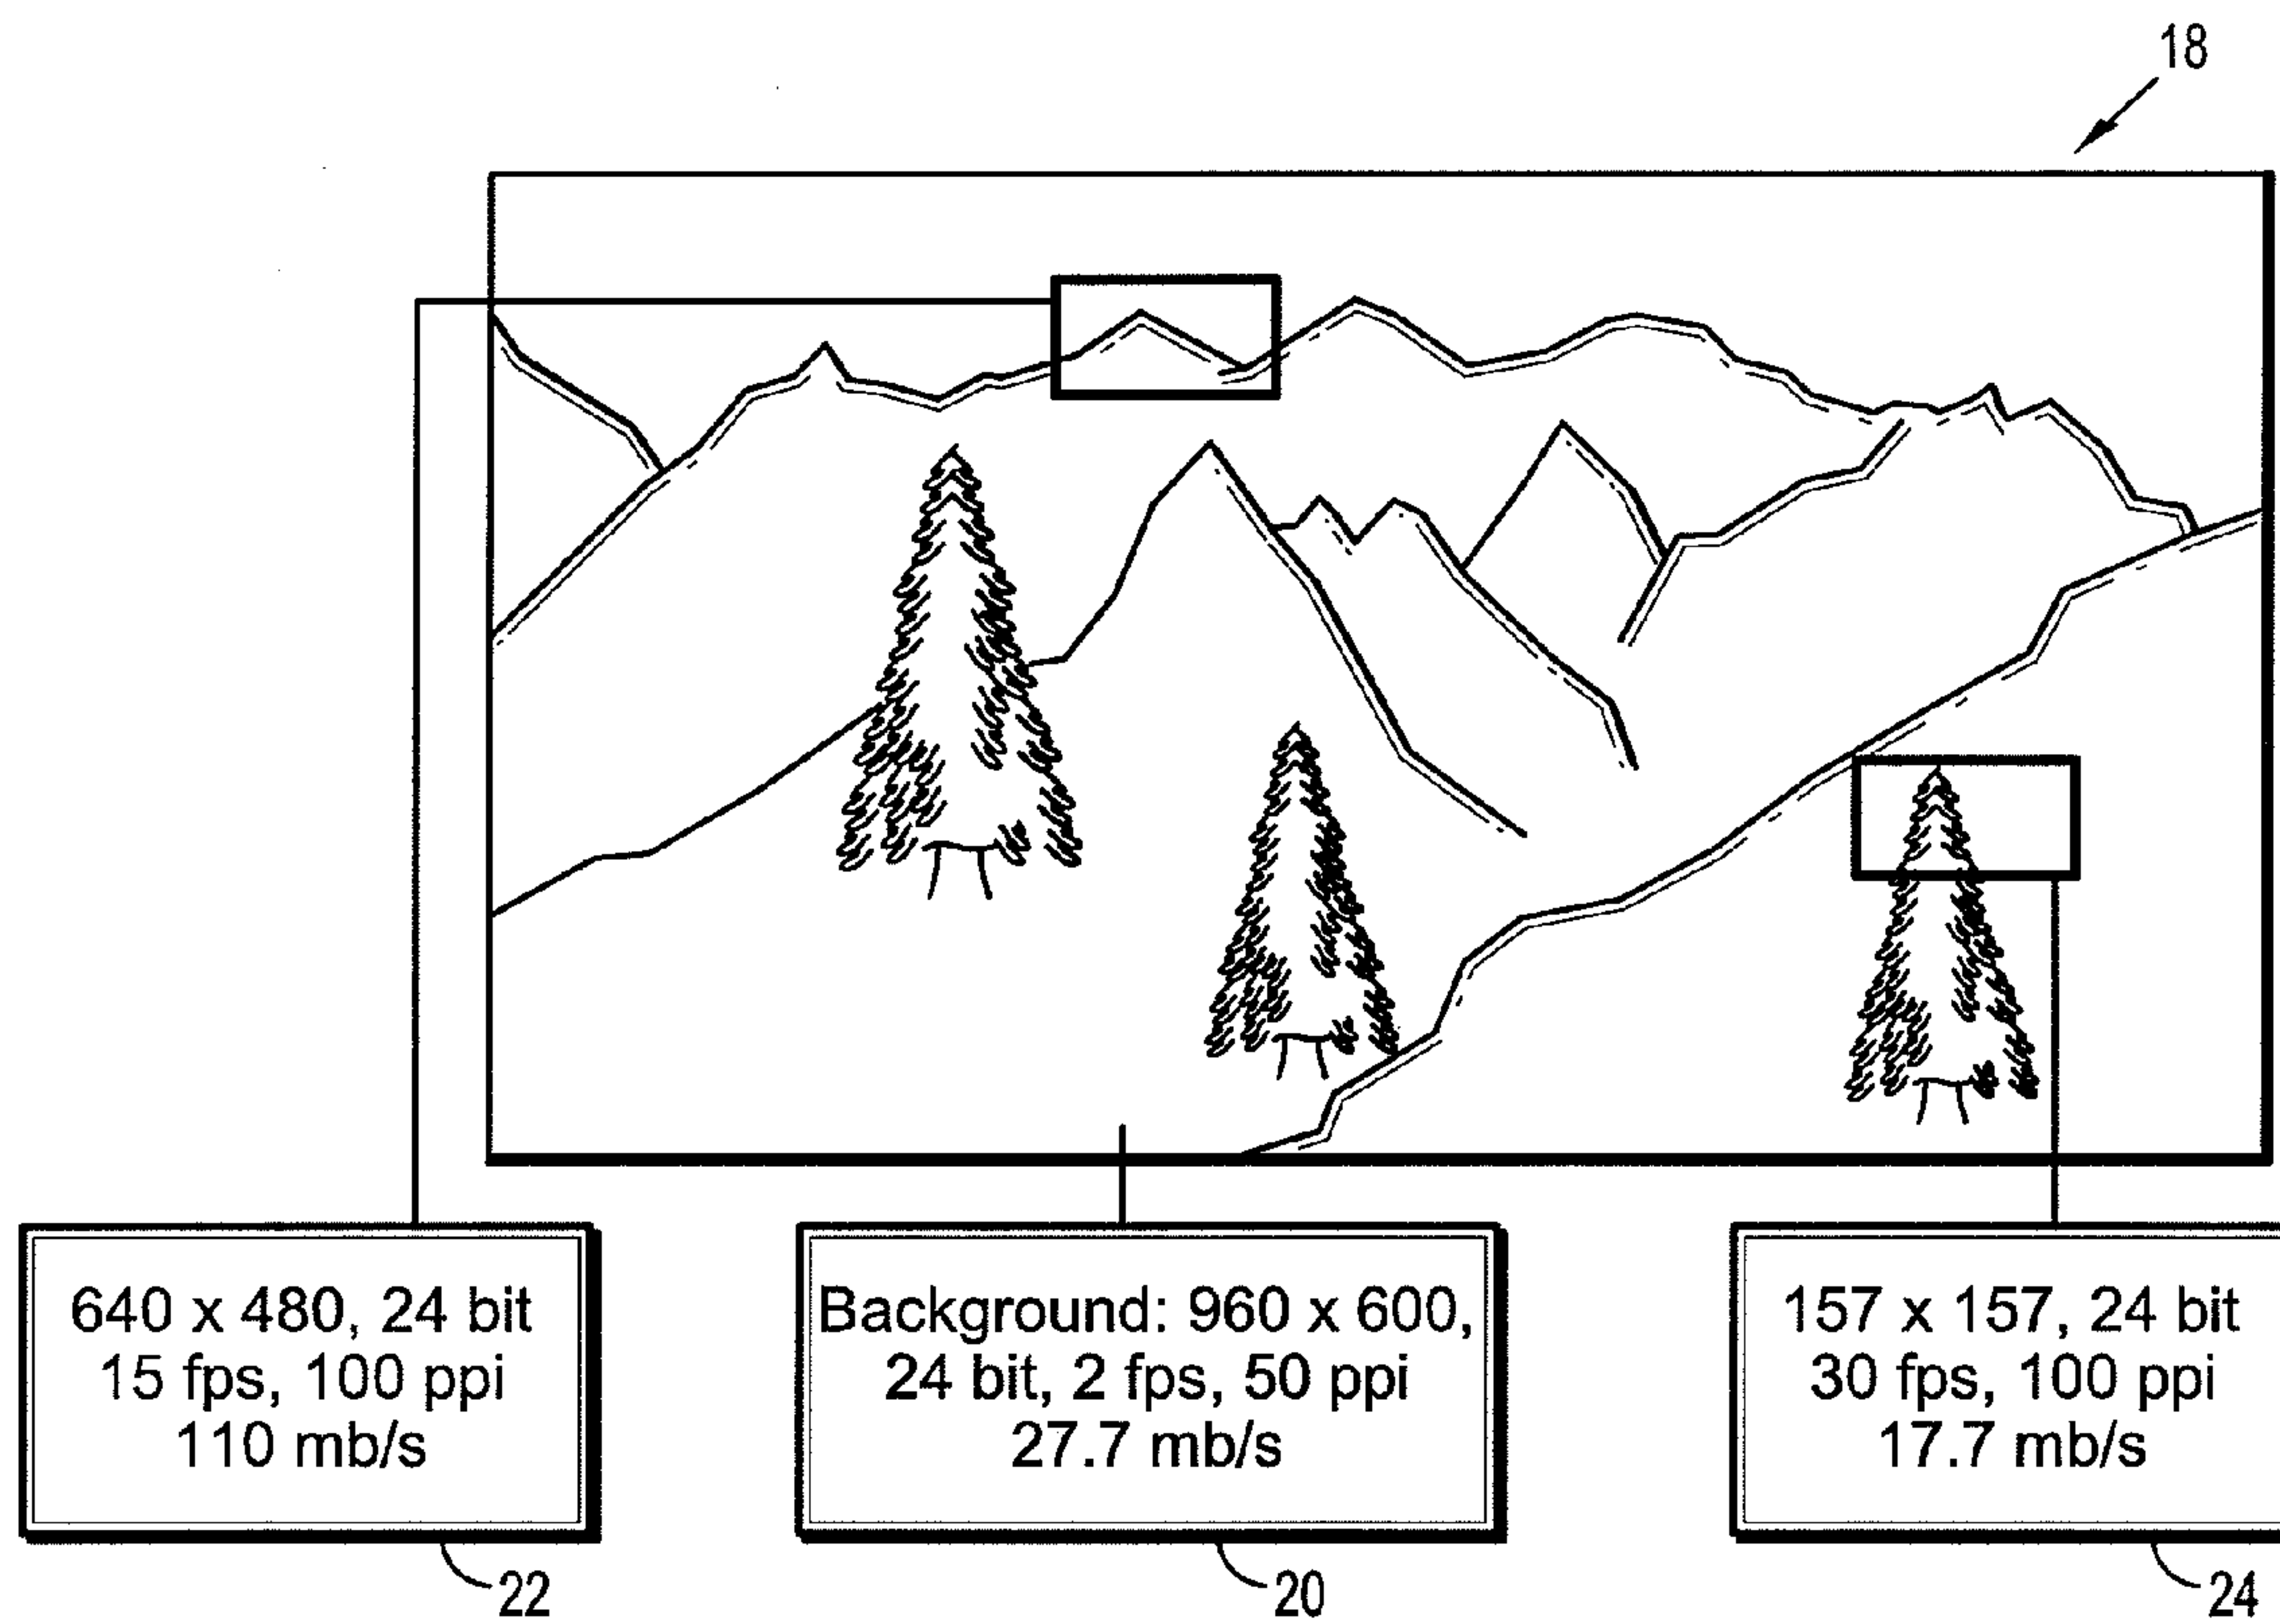 18
640 x 480, 24 bit
15 fps, 100 ppi
110 mb/s
22
Background: 960 x 600,
24 bit, 2 fps, 50 ppi
27.7 mb/s
20
157 x 157, 24 bit
30 fps, 100 ppi
17.7 mb/s
24